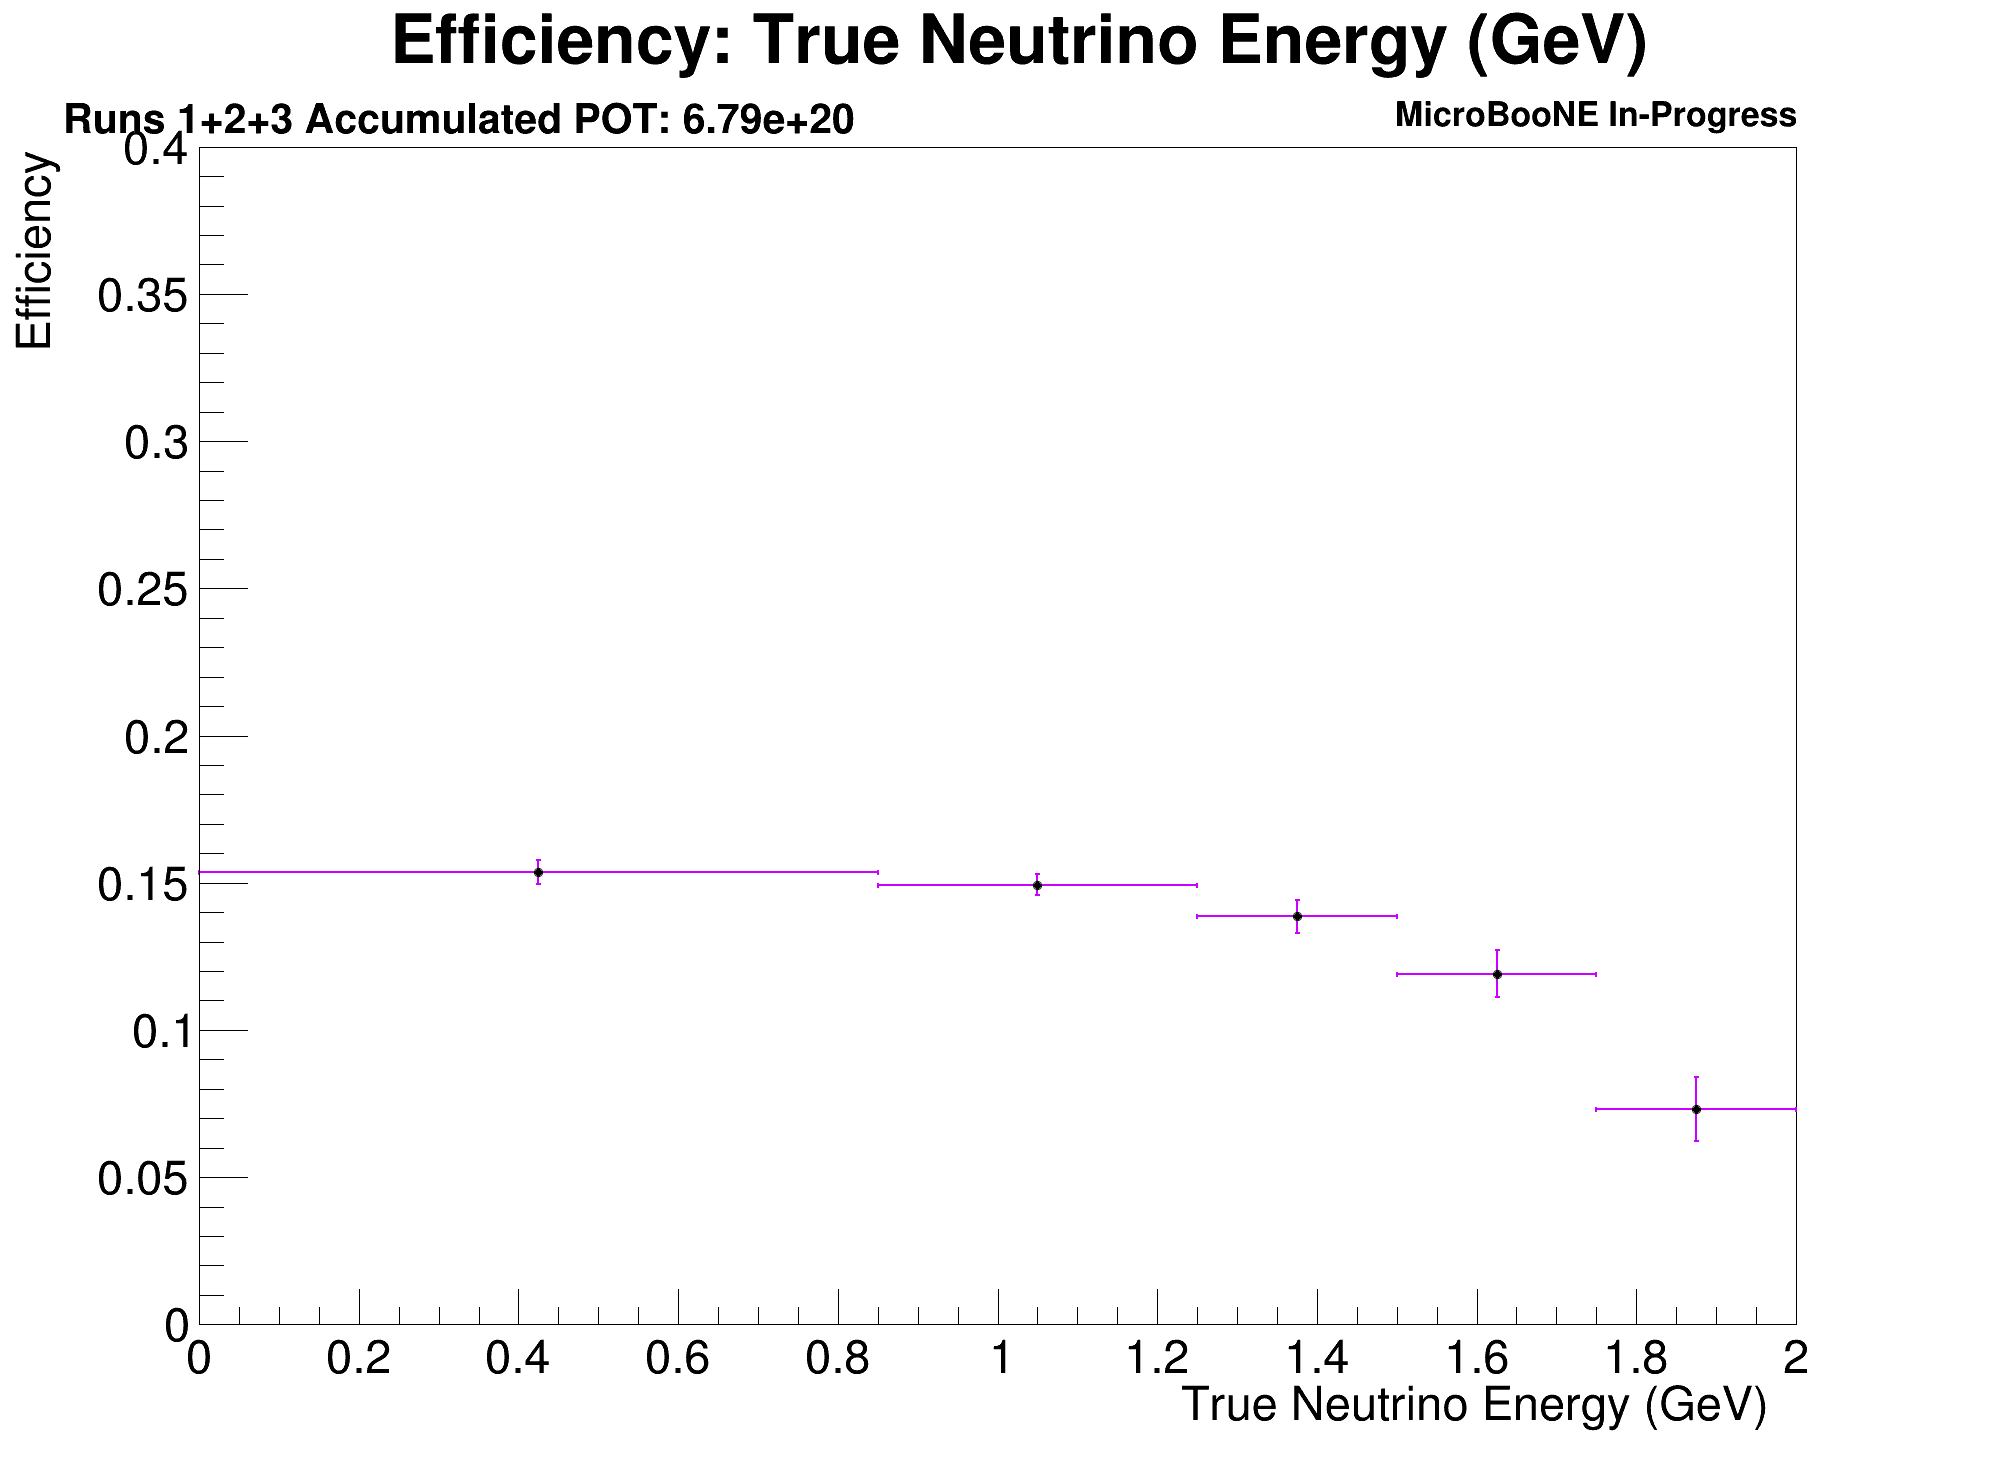 Efficiency: True Neutrino Energy (GeV)
Runs 1+2+3 Accumulated POT: 6.79e+20
MicroBooNE In-Progress
Efficiency
0.4
0.35
0.3
0.25
0.2
0.15
0.1
0.05
0
0 0.2 0.4 0.6 0.8 1 1.2 1.4 1.6 1.8 2
True Neutrino Energy (GeV)